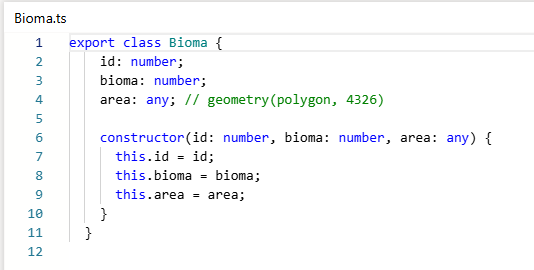 Bioma.ts
1 export class Bioma {
2     id: number;
3     bioma: number;
4     area: any; // geometry(polygon, 4326)
5
6     constructor(id: number, bioma: number, area: any) {
7       this.id = id;
8       this.bioma = bioma;
9       this.area = area;
10     }
11   }
12